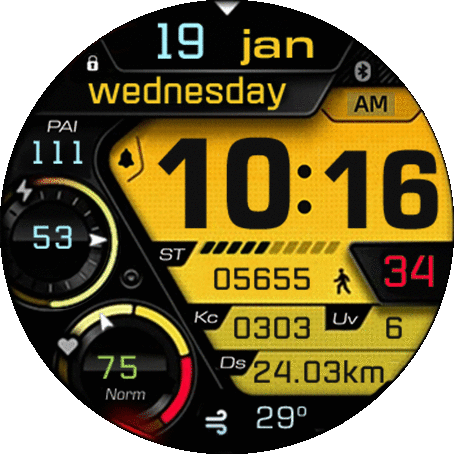 19 jan
wednesday
AM
PAI
111
10:16
53
ST
05655
34
Kc 0303 Uv 6
75
Norm
Ds 24.03km
29°